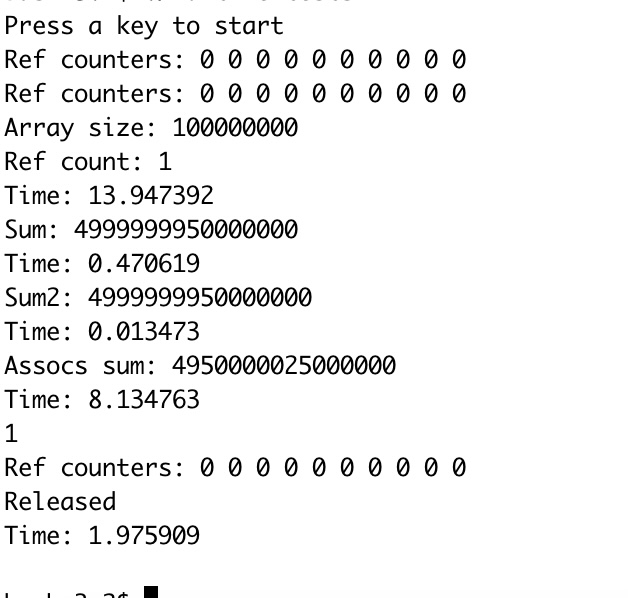 Press a key to start
Ref counters: 0 0 0 0 0 0 0 0 0 0
Ref counters: 0 0 0 0 0 0 0 0 0 0
Array size: 100000000
Ref count: 1
Time: 13.947392
Sum: 4999999950000000
Time: 0.470619
Sum2: 4999999950000000
Time: 0.013473
Assocs sum: 4950000025000000
Time: 8.134763
1
Ref counters: 0 0 0 0 0 0 0 0 0 0
Released
Time: 1.975909